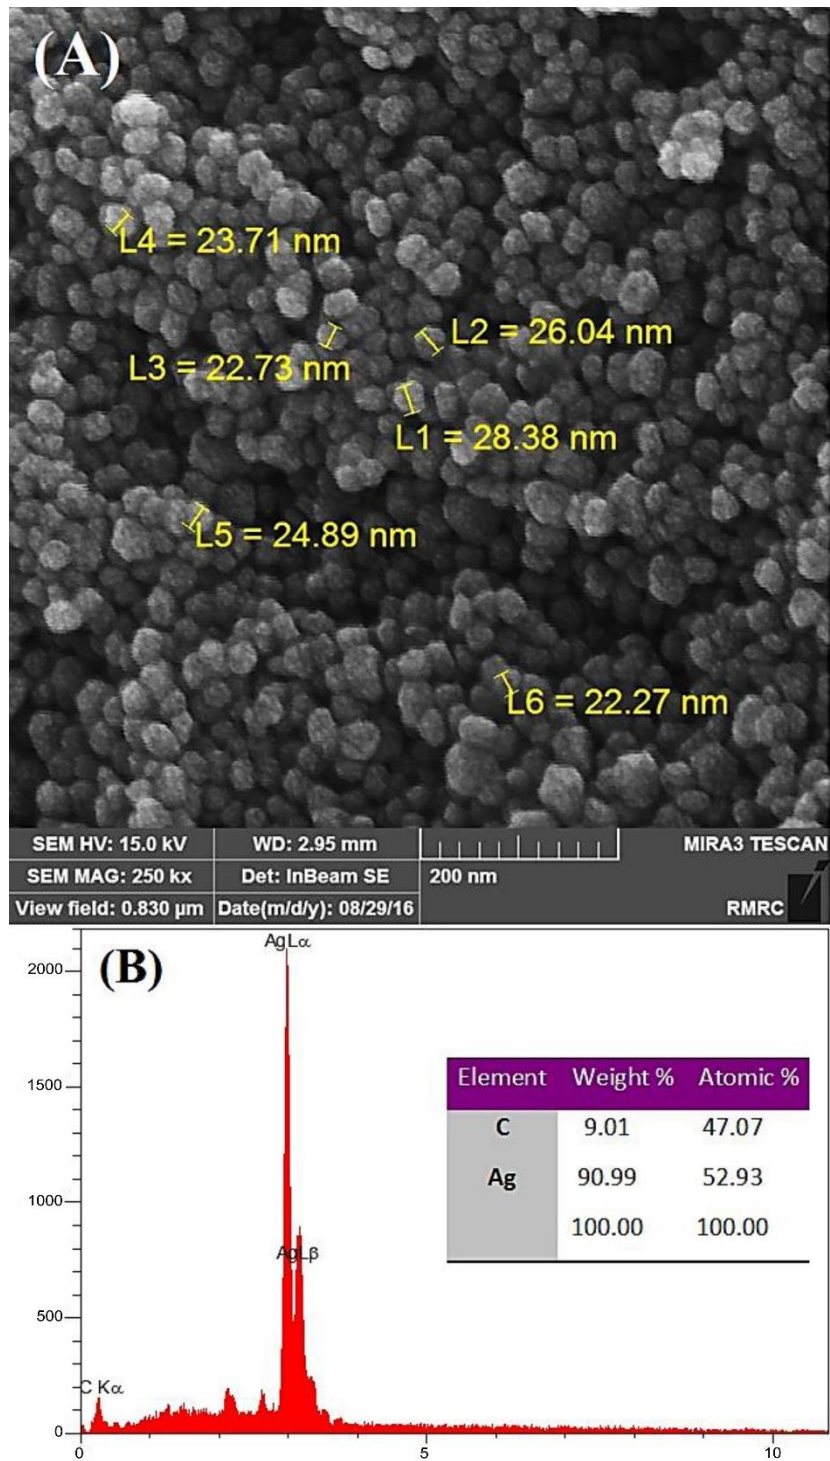 (A)
L4 = 23.71 nm
L2 = 26.04 nm
L3 = 22.73 nm
L1 = 28.38 nm
L5 = 24.89 nm
L6 = 22.27 nm
SEM HV: 15.0 kV WD: 2.95 mm MIRA3 TESCAN
SEM MAG: 250 kx Det: InBeam SE 200 nm
View field: 0.830 µm Date(m/d/y): 08/29/16 RMRC
(B)
AgLα
2000
1500
1000
500
0
AgLβ
C Kα
0 5 10
Element Weight % Atomic %
C 9.01 47.07
Ag 90.99 52.93
100.00 100.00